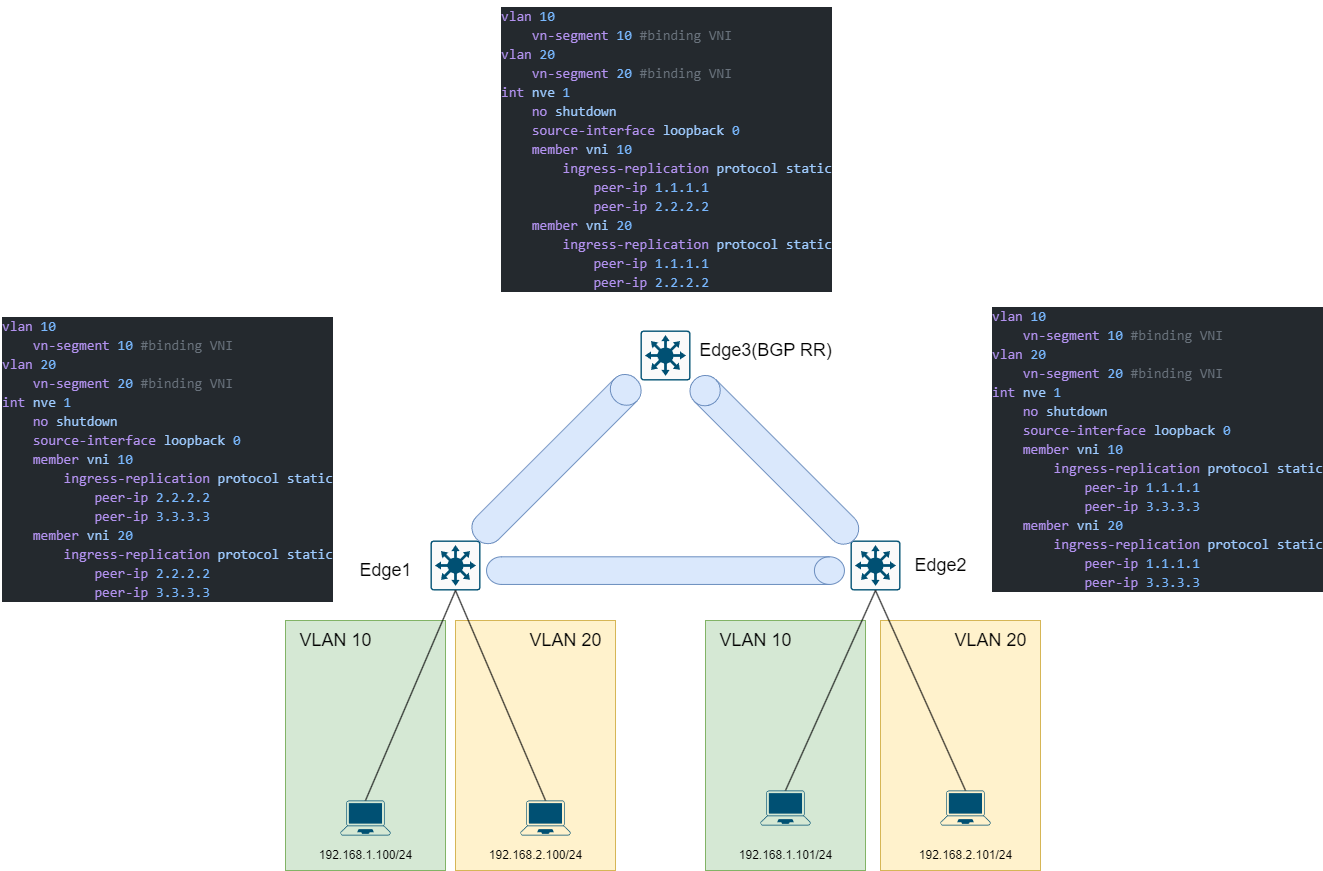 vlan 10
    vn-segment 10 #binding VNI
vlan 20
    vn-segment 20 #binding VNI
int nve 1
    no shutdown
    source-interface loopback 0
    member vni 10
        ingress-replication protocol static
            peer-ip 1.1.1.1
            peer-ip 2.2.2.2
    member vni 20
        ingress-replication protocol static
            peer-ip 1.1.1.1
            peer-ip 2.2.2.2
vlan 10
    vn-segment 10 #binding VNI
vlan 20
    vn-segment 20 #binding VNI
int nve 1
    no shutdown
    source-interface loopback 0
    member vni 10
        ingress-replication protocol static
            peer-ip 2.2.2.2
            peer-ip 3.3.3.3
    member vni 20
        ingress-replication protocol static
            peer-ip 2.2.2.2
            peer-ip 3.3.3.3
vlan 10
    vn-segment 10 #binding VNI
vlan 20
    vn-segment 20 #binding VNI
int nve 1
    no shutdown
    source-interface loopback 0
    member vni 10
        ingress-replication protocol static
            peer-ip 1.1.1.1
            peer-ip 3.3.3.3
    member vni 20
        ingress-replication protocol static
            peer-ip 1.1.1.1
            peer-ip 3.3.3.3
Edge3(BGP RR)
Edge1
Edge2
VLAN 10
VLAN 20
VLAN 10
VLAN 20
192.168.1.100/24
192.168.2.100/24
192.168.1.101/24
192.168.2.101/24